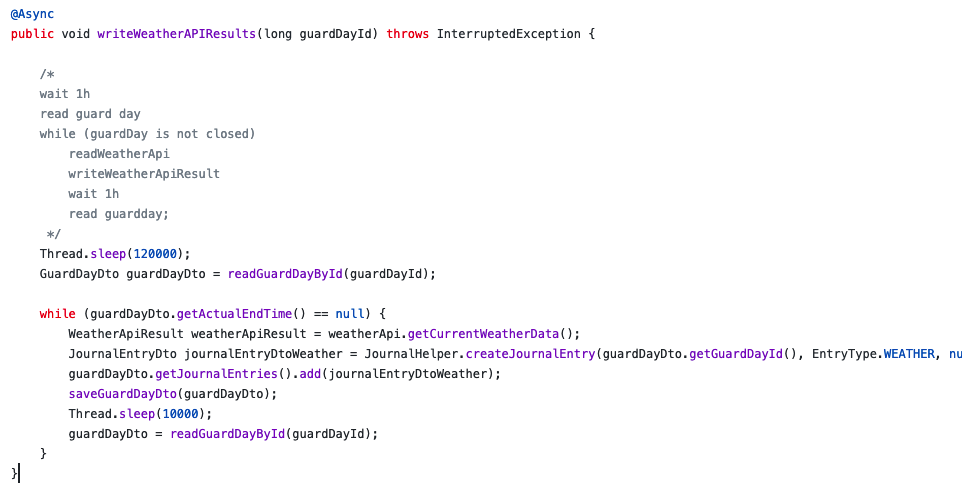 @Async
public void writeWeatherAPIResults(long guardDayId) throws InterruptedException {
/*
wait 1h
read guard day
while (guardDay is not closed)
readWeatherApi
writeWeatherApiResult
wait 1h
read guardday;
*/
Thread.sleep(120000);
GuardDayDto guardDayDto = readGuardDayById(guardDayId);
while (guardDayDto.getActualEndTime() == null) {
WeatherApiResult weatherApiResult = weatherApi.getCurrentWeatherData();
JournalEntryDto journalEntryDtoWeather = JournalHelper.createJournalEntry(guardDayDto.getGuardDayId(), EntryType.WEATHER, nu
guardDayDto.getJournalEntries().add(journalEntryDtoWeather);
saveGuardDayDto(guardDayDto);
Thread.sleep(10000);
guardDayDto = readGuardDayById(guardDayId);
}
}